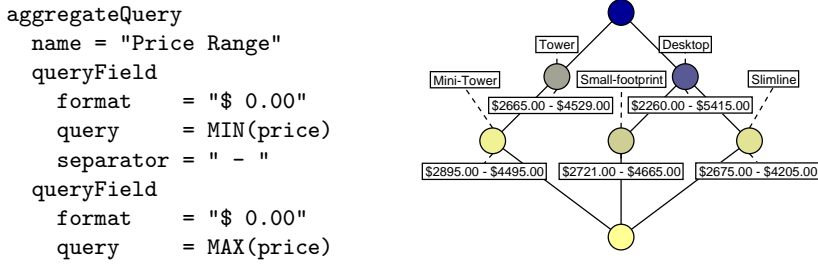 aggregateQuery
name = "Price Range"
queryField
format = "$ 0.00"
query = MIN(price)
separator = " - "
queryField
format = "$ 0.00"
query = MAX(price)
Tower
Desktop
Mini-Tower
Small-footprint
Slimline
$2665.00 - $4529.00
$2260.00 - $5415.00
$2895.00 - $4495.00
$2721.00 - $4665.00
$2675.00 - $4205.00